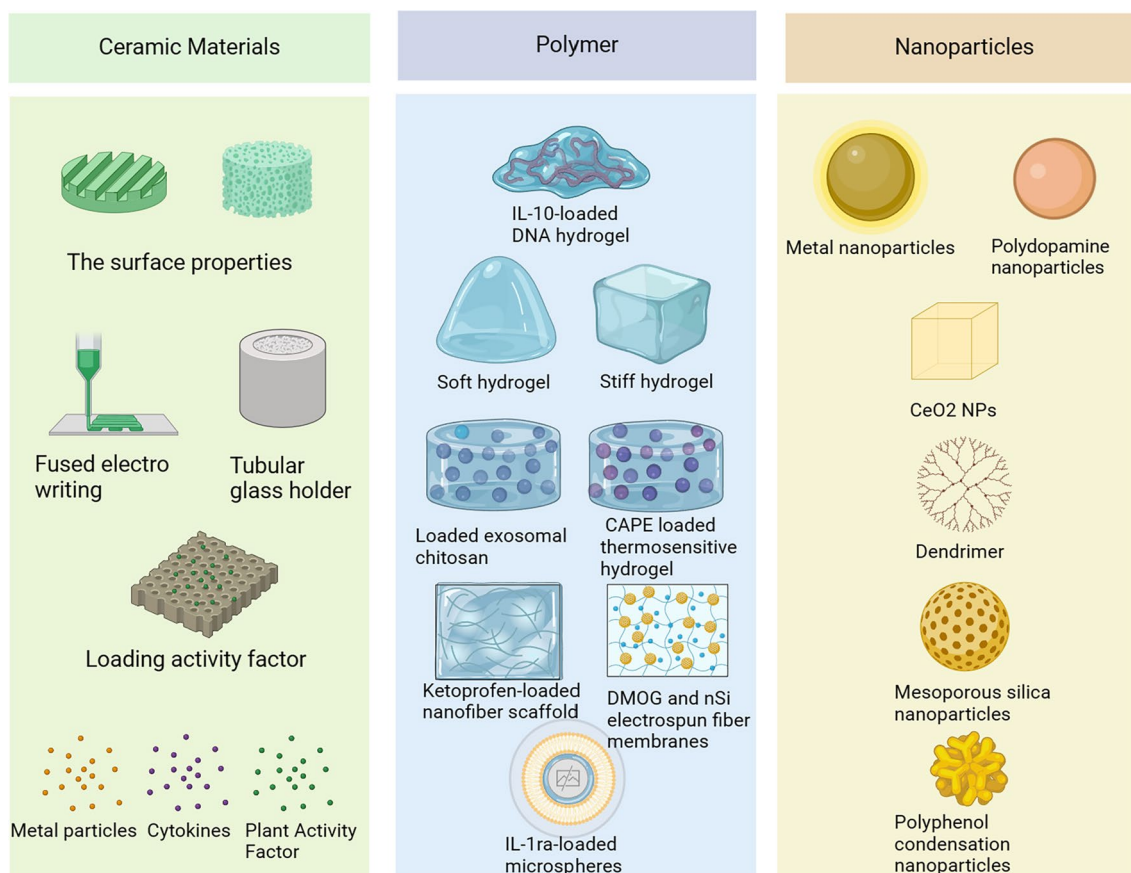 Ceramic Materials
Polymer
Nanoparticles
The surface properties
Fused electro
writing
Tubular
glass holder
Loading activity factor
Metal particles
Cytokines
Plant Activity
Factor
IL-10-loaded
DNA hydrogel
Soft hydrogel
Stiff hydrogel
Loaded exosomal
chitosan
CAPE loaded
thermosensitive
hydrogel
Ketoprofen-loaded
nanofiber scaffold
DMOG and nSi
electrospun fiber
membranes
IL-1ra-loaded
microspheres
Metal nanoparticles
Polydopamine
nanoparticles
CeO2 NPs
Dendrimer
Mesoporous silica
nanoparticles
Polyphenol
condensation
nanoparticles